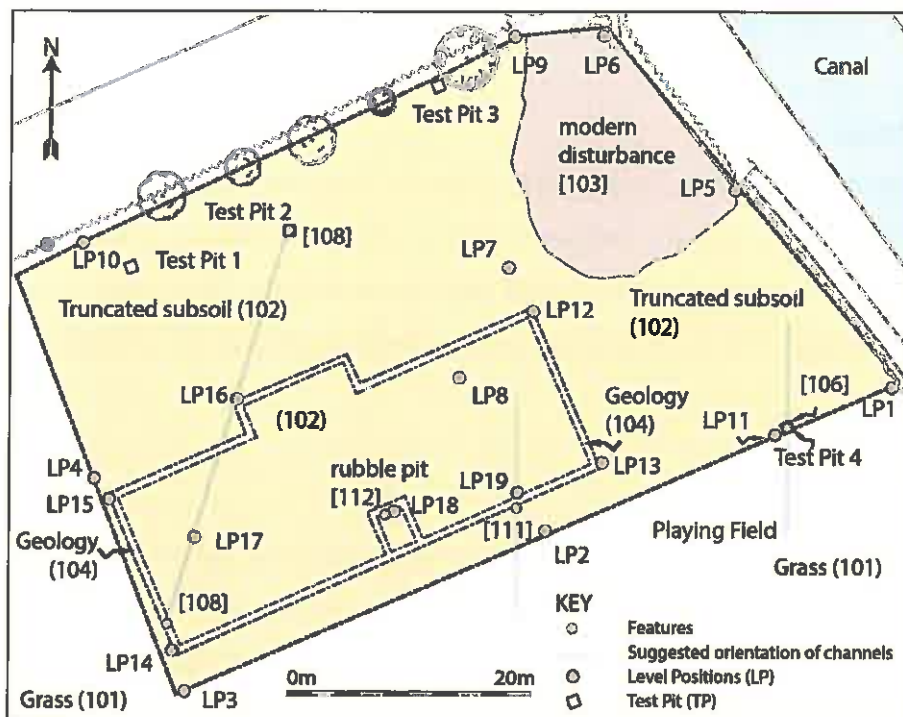 N
LP9
LP6
Canal
Test Pit 3
modern
disturbance
[103]
LP5
Test Pit 2
[108]
LP7
LP10
Test Pit 1
Truncated subsoil (102)
Truncated subsoil
(102)
LP12
LP16
LP8
(102)
Geology
(104)
[106]
LP1
LP11
LP4
LP13
Test Pit 4
LP15
rubble pit
[112]
LP18
LP19
[111]
Playing Field
Geology
(104)
LP17
LP2
Grass (101)
[108]
KEY
Features
Suggested orientation of channels
Level Positions (LP)
Test Pit (TP)
LP14
0m
20m
Grass (101)
LP3